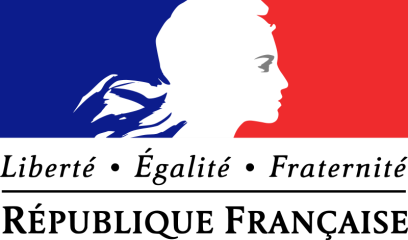 Liberté • Égalité • Fraternité
RÉPUBLIQUE FRANÇAISE